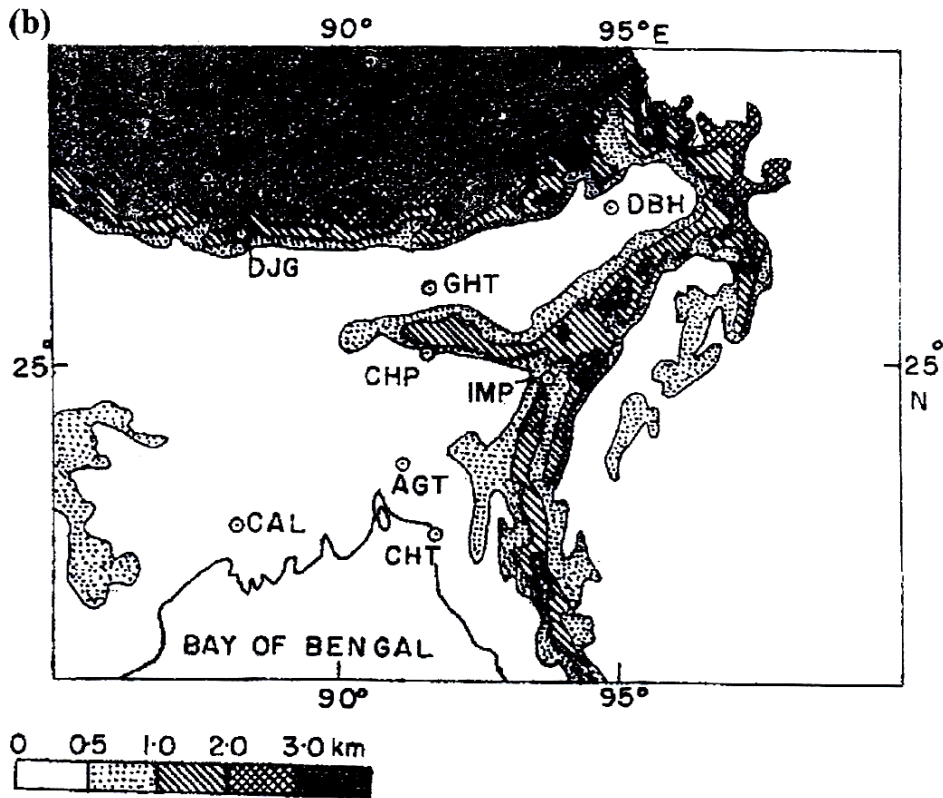 (b)
90° 95°E
DBH
DJG
GHT
CHP
IMP
25° 25°
N
AGT
CAL
CHT
BAY OF BENGAL
90° 95°
0 0·5 1·0 2·0 3·0 km